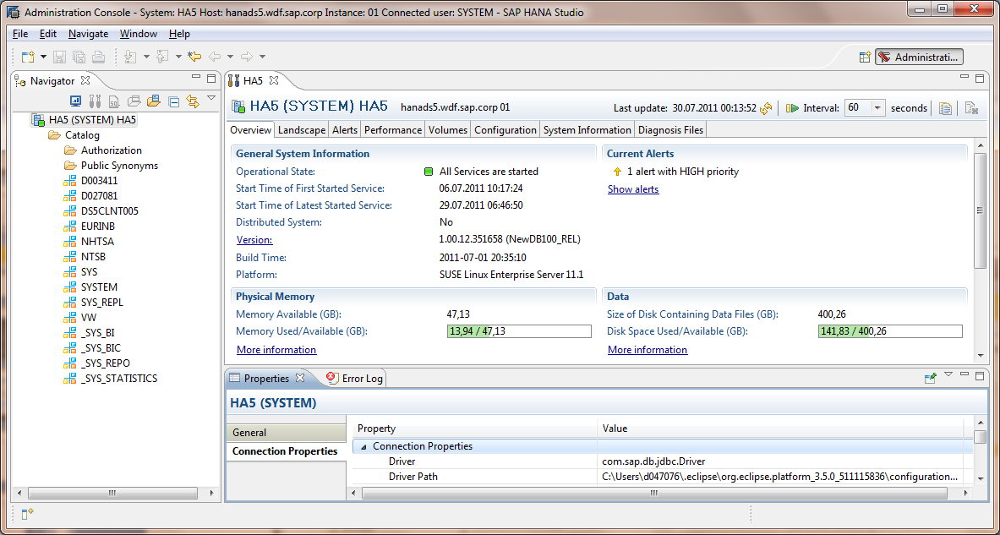 Administration Console - System: HA5 Host: hanads5.wdf.sap.corp Instance: 01 Connected user: SYSTEM - SAP HANA Studio
File Edit Navigate Window Help
Administrati...
Navigator
HA5 (SYSTEM) HA5
Catalog
Authorization
Public Synonyms
D003411
D027081
DS5CLNT005
EURINB
NHTSA
NTSB
SYS
SYSTEM
SYS_REPL
VW
_SYS_BI
_SYS_BIC
_SYS_REPO
_SYS_STATISTICS
HA5
HA5 (SYSTEM) HA5 hanads5.wdf.sap.corp 01 Last update: 30.07.2011 00:13:52 Interval: 60 seconds
Overview Landscape Alerts Performance Volumes Configuration System Information Diagnosis Files
General System Information
Operational State: All Services are started
Start Time of First Started Service: 06.07.2011 10:17:24
Start Time of Latest Started Service: 29.07.2011 06:46:50
Distributed System: No
Version: 1.00.12.351658 (NewDB100_REL)
Build Time: 2011-07-01 20:35:10
Platform: SUSE Linux Enterprise Server 11.1
Current Alerts
1 alert with HIGH priority
Show alerts
Physical Memory
Memory Available (GB): 47,13
Memory Used/Available (GB): 13,94 / 47,13
More information
Data
Size of Disk Containing Data Files (GB): 400,26
Disk Space Used/Available (GB): 141,83 / 400,26
More information
Properties Error Log
HA5 (SYSTEM)
General
Connection Properties
Property Value
Connection Properties
Driver com.sap.db.jdbc.Driver
Driver Path C:\Users\d047076\.eclipse\org.eclipse.platform_3.5.0_511115836\configuration...